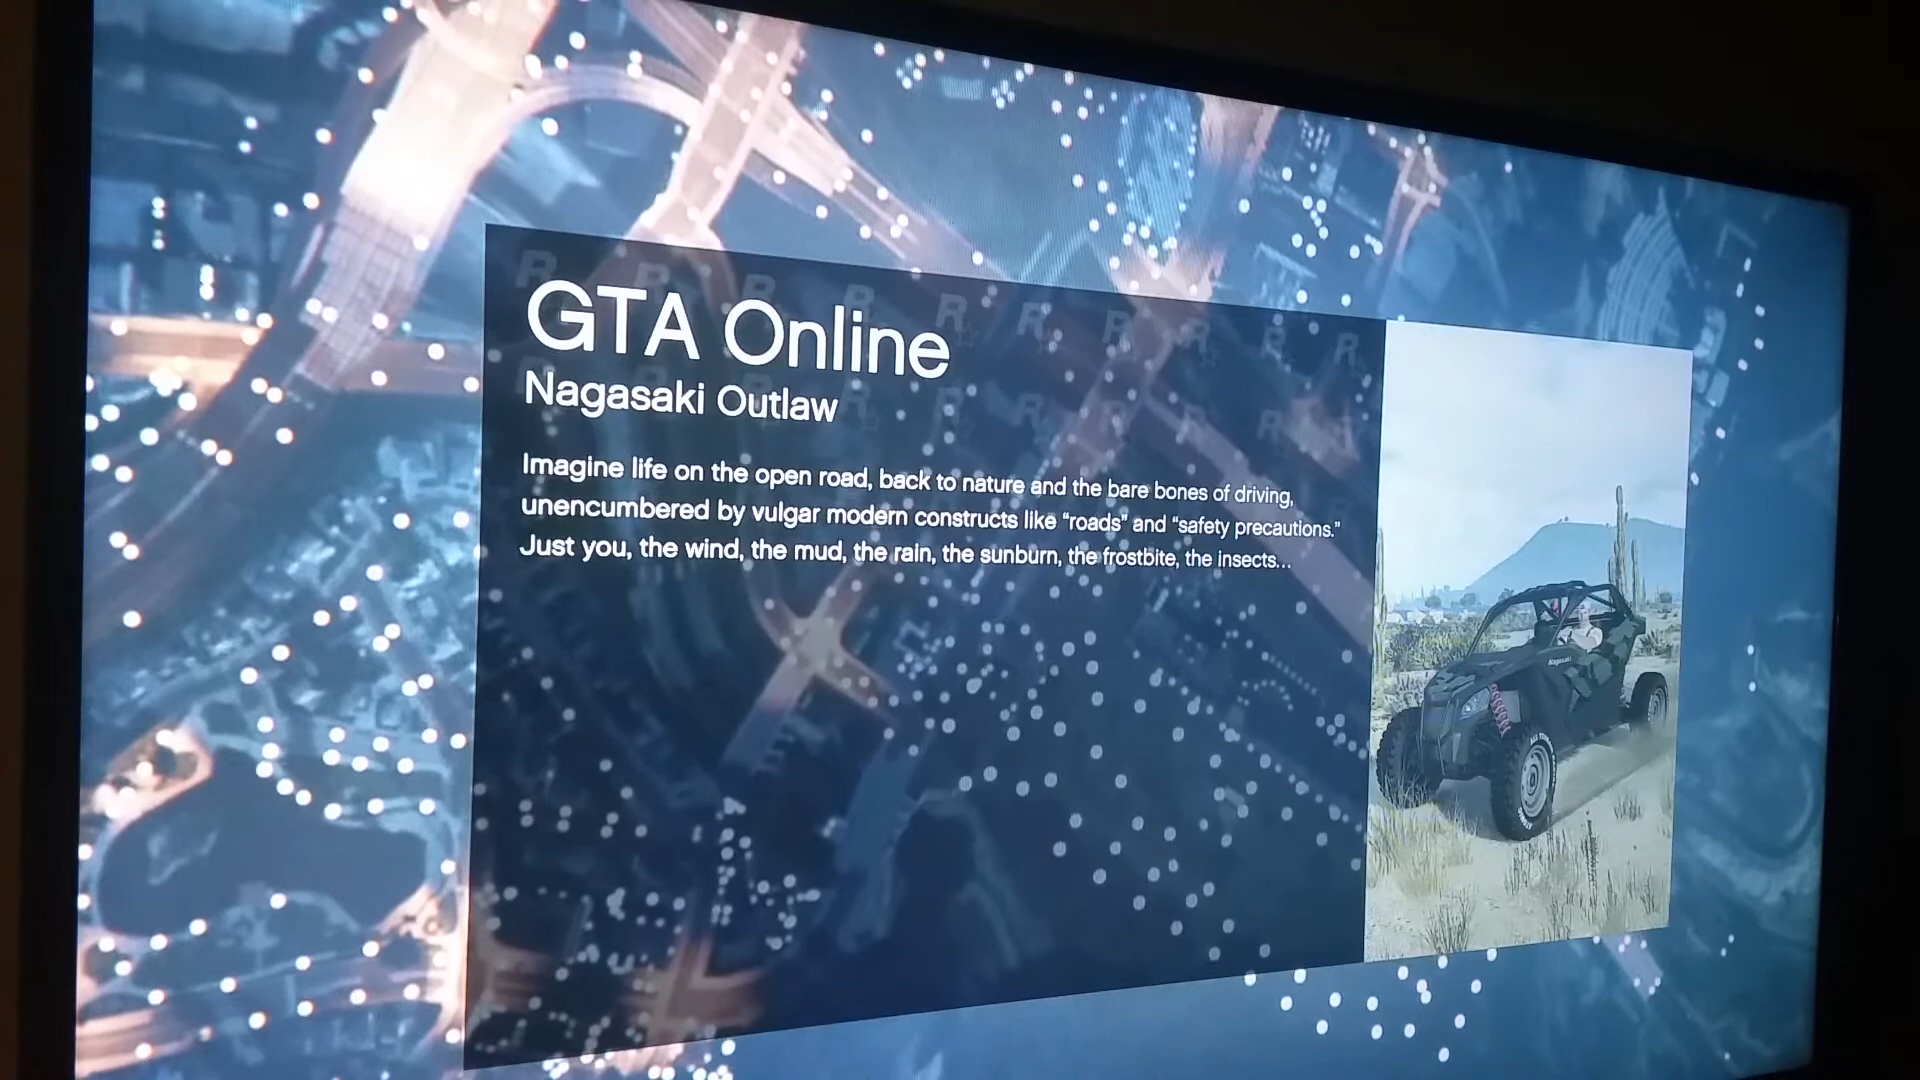 GTA Online
Nagasaki Outlaw
Imagine life on the open road, back to nature and the bare bones of driving,
unencumbered by vulgar modern constructs like “roads” and “safety precautions.”
Just you, the wind, the mud, the rain, the sunburn, the frostbite, the insects...
Nagasaki